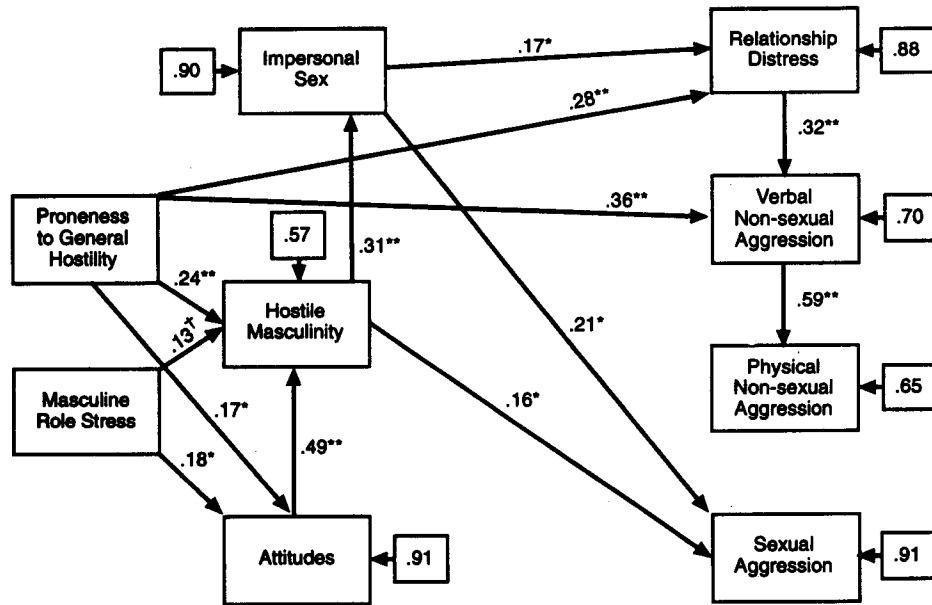 Impersonal
Sex
.90
.17*
Relationship
Distress
.88
.28**
.32**
Proneness
to General
Hostility
.36**
Verbal
Non-sexual
Aggression
.70
.57
.31**
.24**
Hostile
Masculinity
.13†
.21*
.59**
Masculine
Role Stress
.17*
.16*
Physical
Non-sexual
Aggression
.65
.18*
.49**
Attitudes
.91
Sexual
Aggression
.91